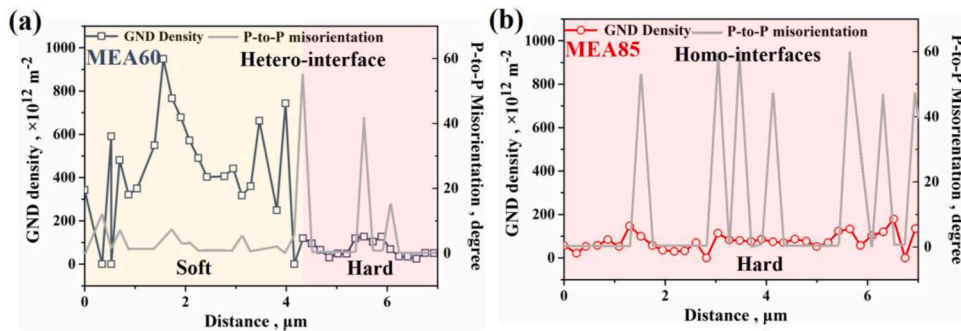 (a)
GND Density
P-to-P misorientation
MEA60
Hetero-interface
1000
800
600
400
200
0
60
40
20
0
GND density , ×10¹² m⁻²
P-to-P Misorientation , degree
Soft
Hard
0
2
4
6
Distance , µm
(b)
GND Density
P-to-P misorientation
MEA85
Homo-interfaces
1000
800
600
400
200
0
60
40
20
0
GND density , ×10¹² m⁻²
P-to-P Misorientation , degree
Hard
0
2
4
6
Distance , µm